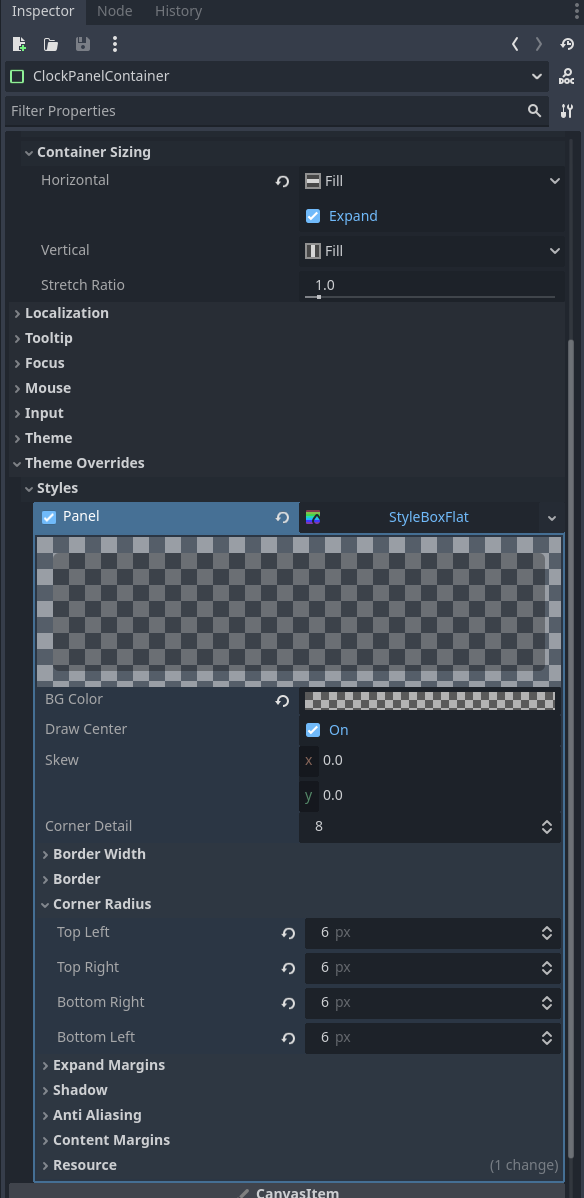 Inspector Node History
ClockPanelContainer
DOC
Filter Properties
Container Sizing
Horizontal Fill
Expand
Vertical Fill
Stretch Ratio 1.0
Localization
Tooltip
Focus
Mouse
Input
Theme
Theme Overrides
Styles
Panel StyleBoxFlat
BG Color
Draw Center On
Skew x 0.0
y 0.0
Corner Detail 8
Border Width
Border
Corner Radius
Top Left 6 px
Top Right 6 px
Bottom Right 6 px
Bottom Left 6 px
Expand Margins
Shadow
Anti Aliasing
Content Margins
Resource (1 change)
CanvasItem